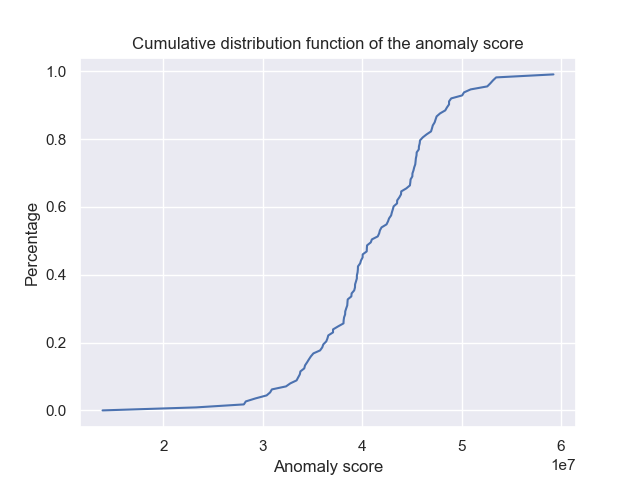 Cumulative distribution function of the anomaly score
1.0
0.8
0.6
0.4
0.2
0.0
Percentage
2 3 4 5 6
1e7
Anomaly score